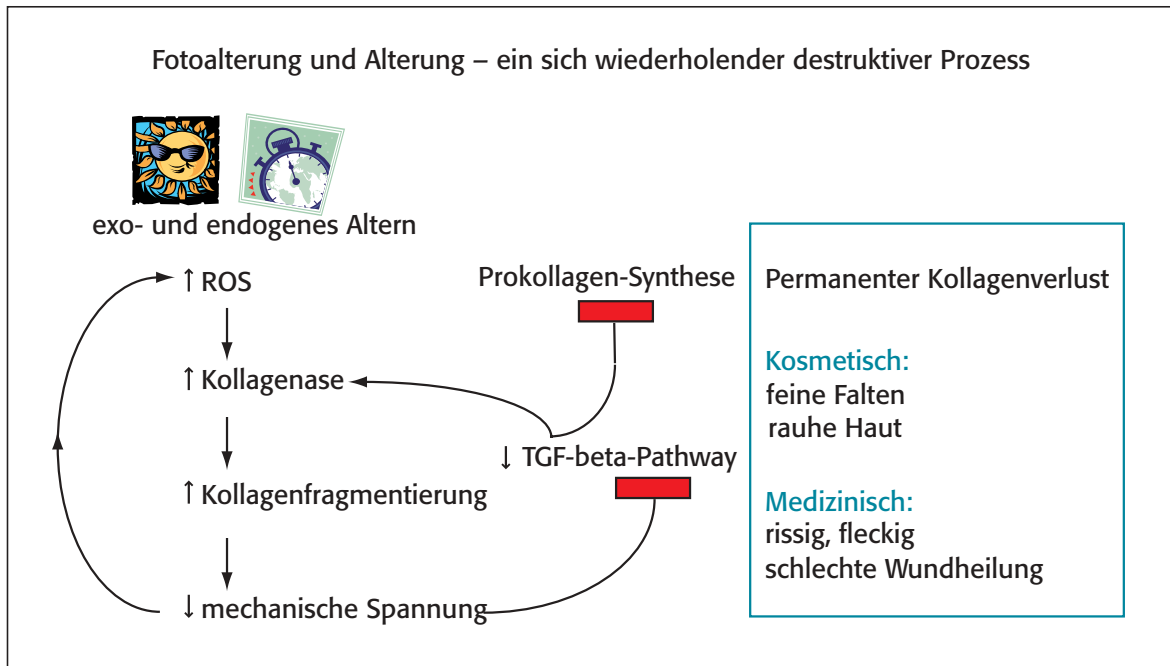 Fotoalterung und Alterung – ein sich wiederholender destruktiver Prozess
exo- und endogenes Altern
↑ ROS
↑ Kollagenase
↑ Kollagenfragmentierung
↓ mechanische Spannung
Prokollagen-Synthese
↓ TGF-beta-Pathway
Permanenter Kollagenverlust
Kosmetisch:
feine Falten
rauhe Haut
Medizinisch:
rissig, fleckig
schlechte Wundheilung